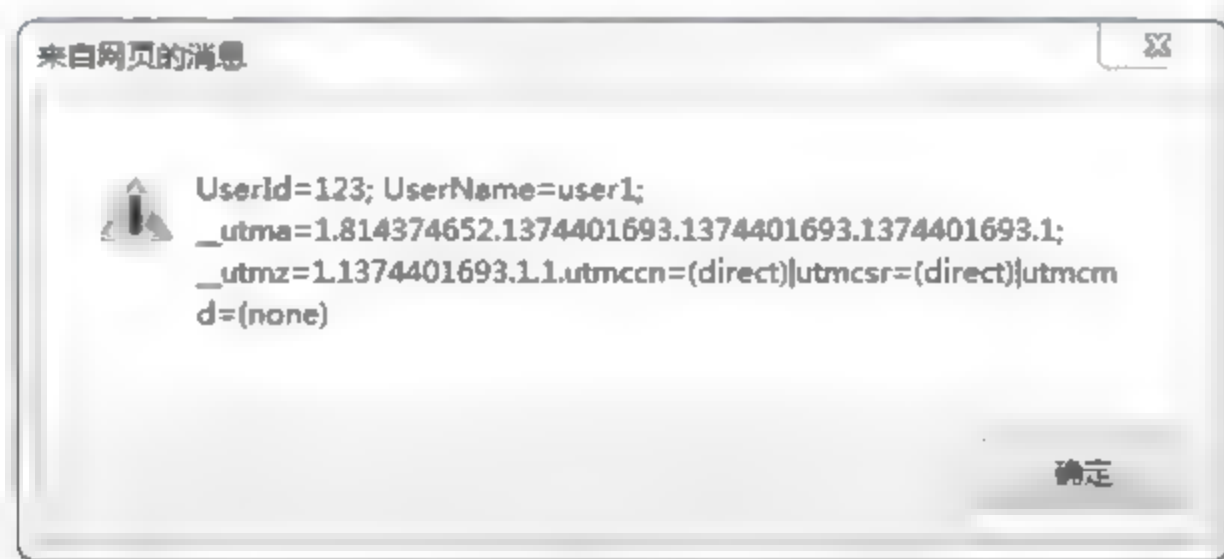 来自网页的消息
UserId=123; UserName=user1;
__utma=1.814374652.1374401693.1374401693.1374401693.1;
__utmz=1.1374401693.1.1.utmccn=(direct)|utmcsr=(direct)|utmcm
d=(none)
确定